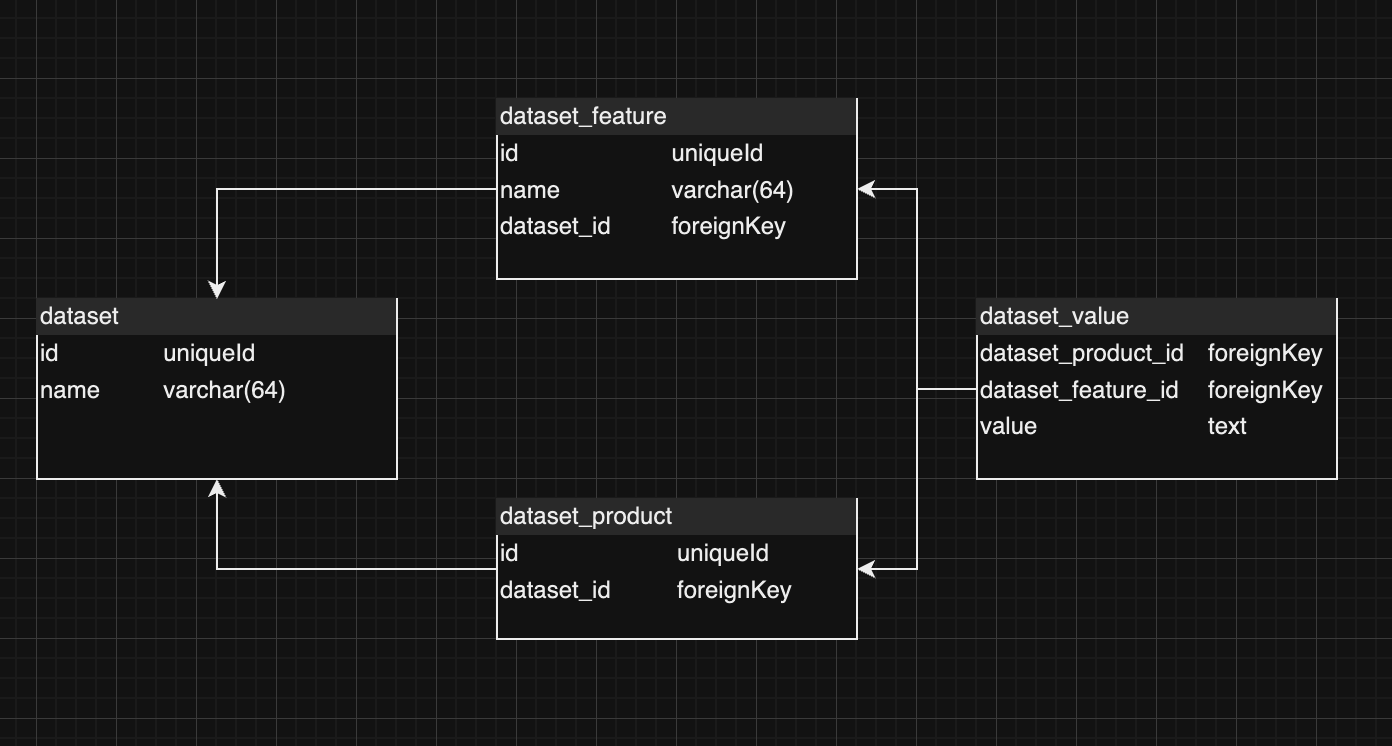 dataset_feature
id uniqueId
name varchar(64)
dataset_id foreignKey
dataset
id uniqueId
name varchar(64)
dataset_value
dataset_product_id foreignKey
dataset_feature_id foreignKey
value text
dataset_product
id uniqueId
dataset_id foreignKey